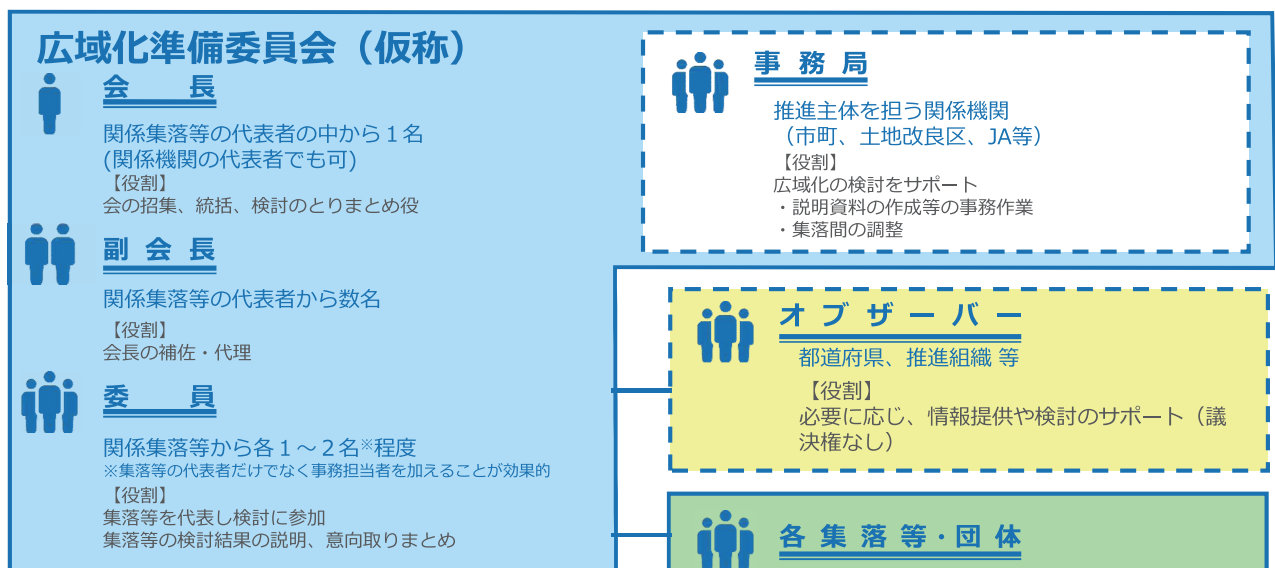 広域化準備委員会（仮称）
会　長
関係集落等の代表者の中から１名
(関係機関の代表者でも可)
【役割】
会の招集、統括、検討のとりまとめ役
副会長
関係集落等の代表者から数名
【役割】
会長の補佐・代理
委　員
関係集落等から各１～２名※程度
※集落等の代表者だけでなく事務担当者を加えることが効果的
【役割】
集落等を代表し検討に参加
集落等の検討結果の説明、意向取りまとめ
事務局
推進主体を担う関係機関
（市町、土地改良区、JA等）
【役割】
広域化の検討をサポート
・説明資料の作成等の事務作業
・集落間の調整
オブザーバー
都道府県、推進組織 等
【役割】
必要に応じ、情報提供や検討のサポート（議
決権なし）
各集落等・団体